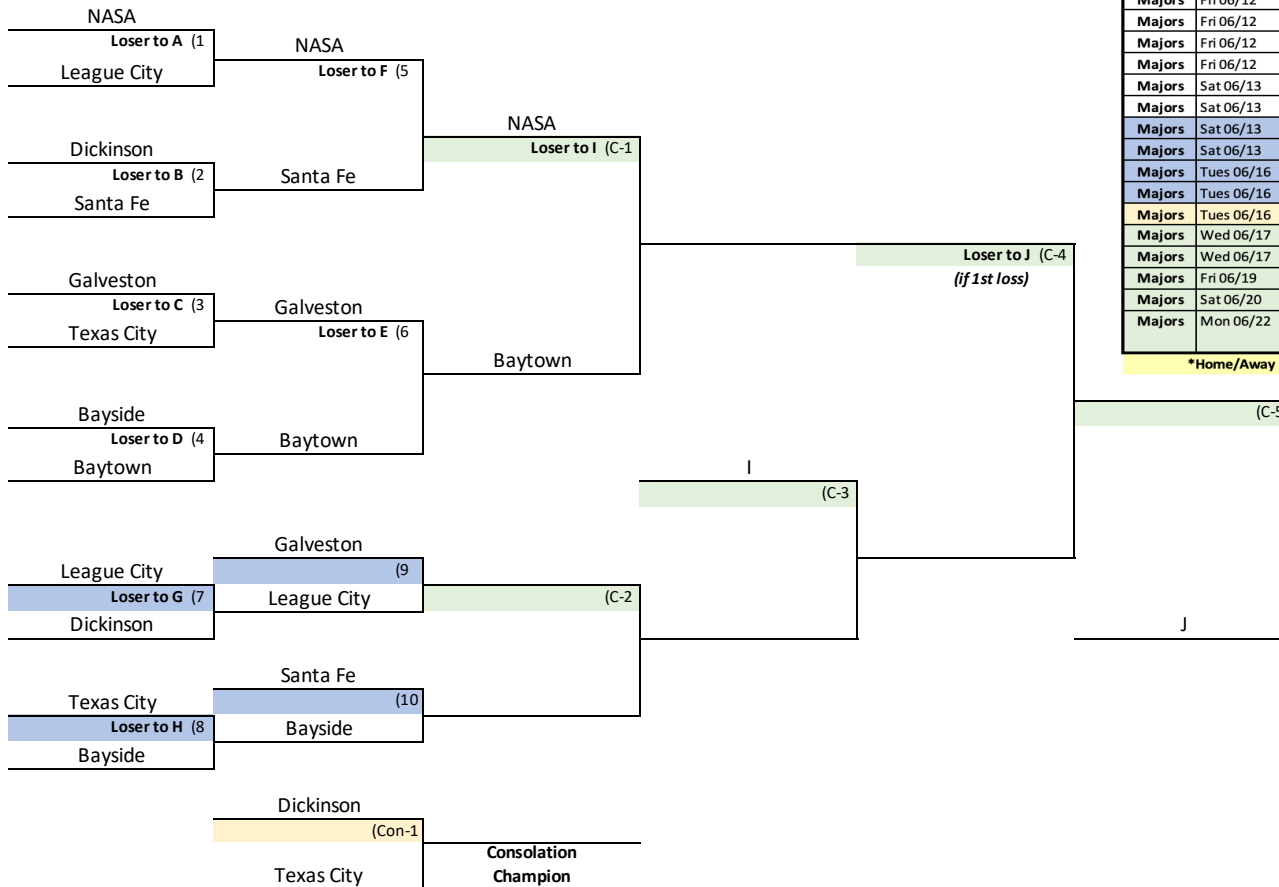 NASA
Loser to A (1
League City
NASA
Loser to F (5
Dickinson
Loser to B (2
Santa Fe
Santa Fe
NASA
Loser to I (C-1
Galveston
Loser to C (3
Texas City
Galveston
Loser to E (6
Bayside
Loser to D (4
Baytown
Baytown
Baytown
Loser to J (C-4
(if 1st loss)
(C-5
I
(C-3
J
League City
Loser to G (7
Dickinson
Galveston
(9
League City
(C-2
Texas City
Loser to H (8
Bayside
Santa Fe
(10
Bayside
Dickinson
(Con-1
Texas City
Consolation
Champion
Majors Fri 06/12
Majors Fri 06/12
Majors Fri 06/12
Majors Fri 06/12
Majors Sat 06/13
Majors Sat 06/13
Majors Sat 06/13
Majors Sat 06/13
Majors Tues 06/16
Majors Tues 06/16
Majors Tues 06/16
Majors Wed 06/17
Majors Wed 06/17
Majors Fri 06/19
Majors Sat 06/20
Majors Mon 06/22
*Home/Away